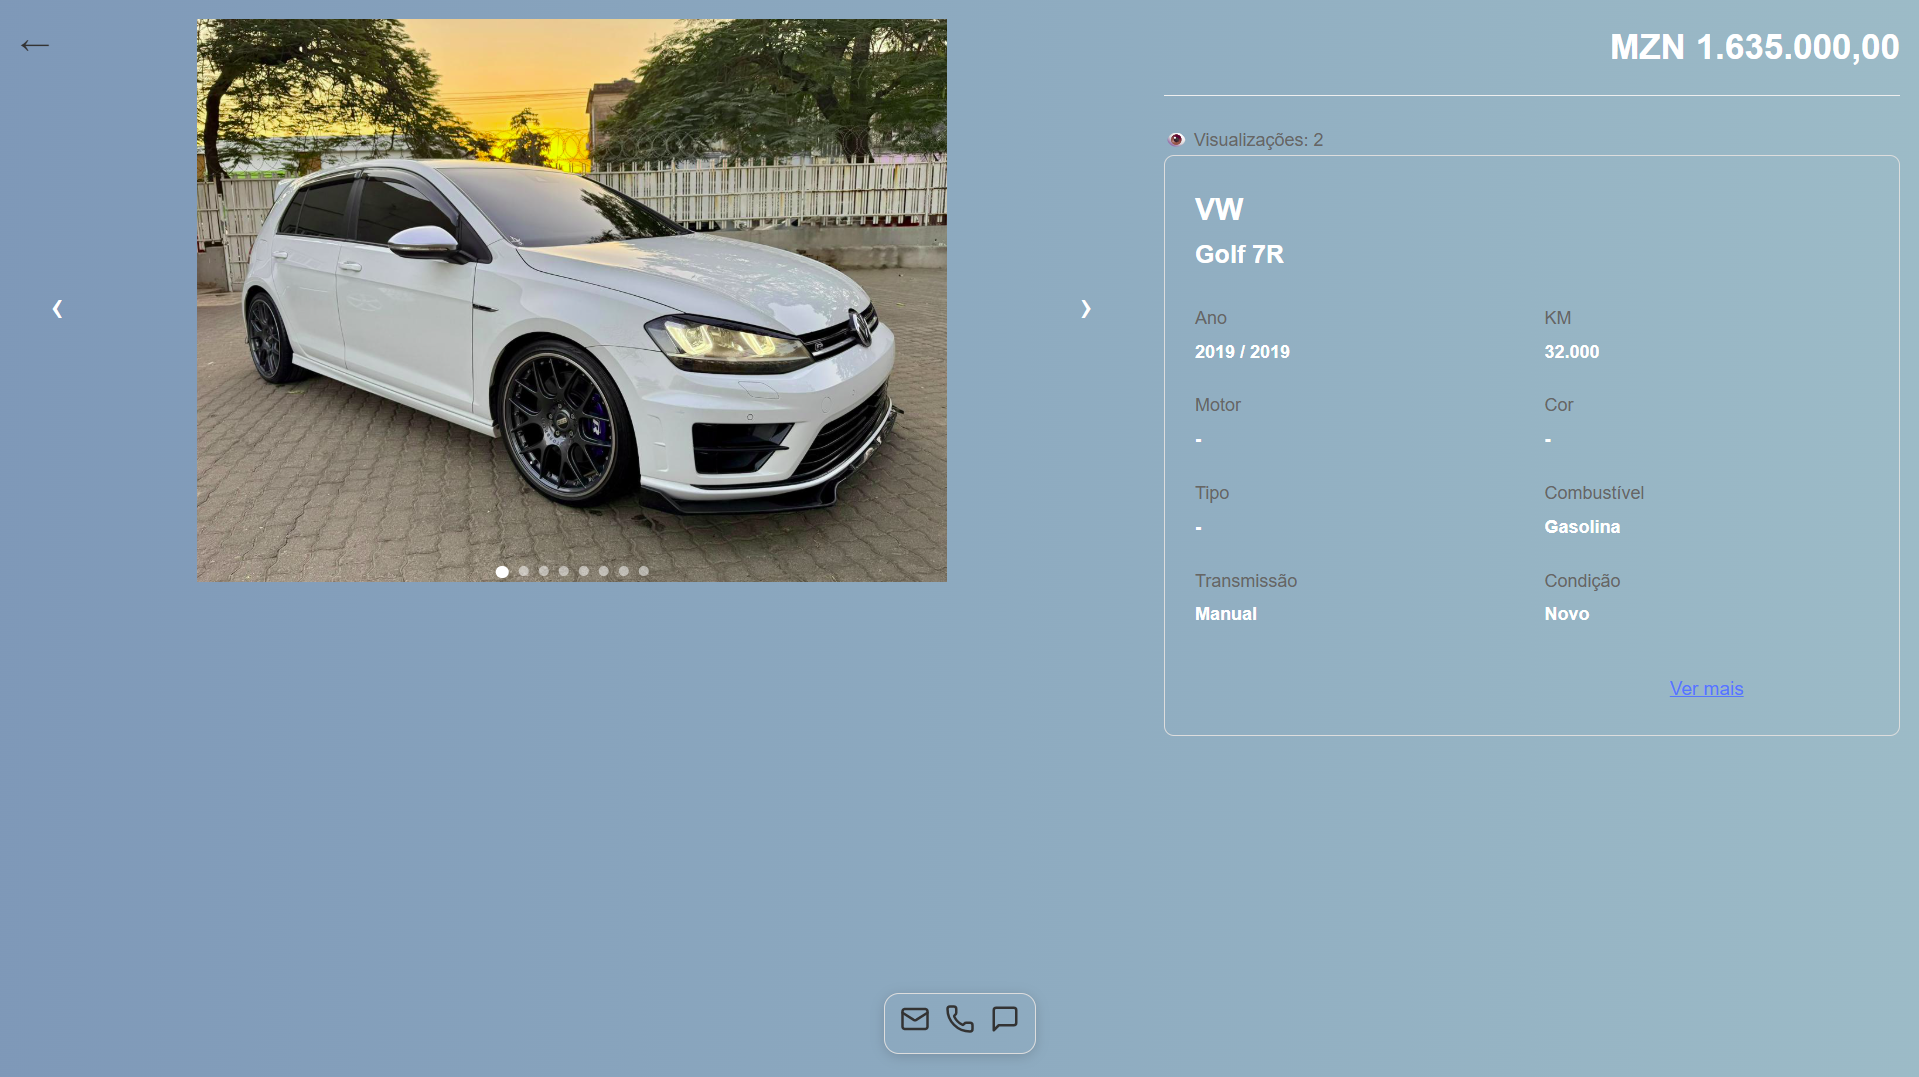 ←
MZN 1.635.000,00
Visualizações: 2
VW
Golf 7R
Ano
KM
2019 / 2019
32.000
Motor
Cor
-
-
Tipo
Combustível
-
Gasolina
Transmissão
Condição
Manual
Novo
Ver mais